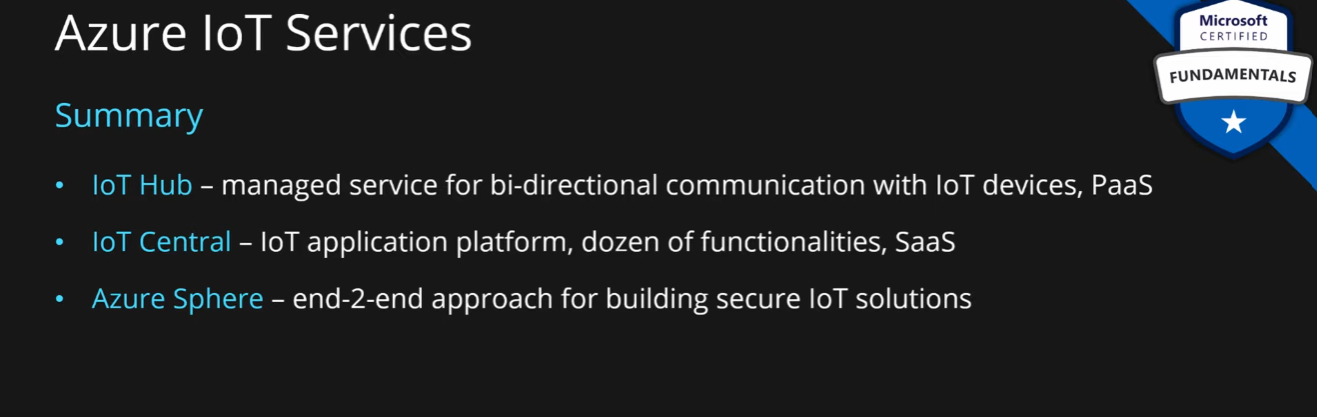 Azure IoT Services
Microsoft
CERTIFIED
FUNDAMENTALS
Summary
• IoT Hub – managed service for bi-directional communication with IoT devices, PaaS
• IoT Central – IoT application platform, dozen of functionalities, SaaS
• Azure Sphere – end-2-end approach for building secure IoT solutions